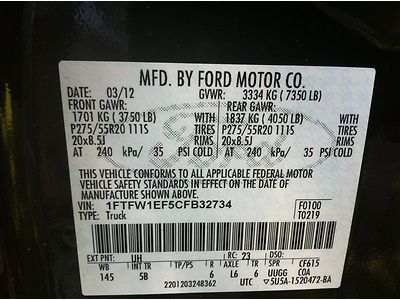 MFD. BY FORD MOTOR CO.
DATE: 03/12 GVWR: 3334 KG ( 7350 LB)
FRONT GAWR: REAR GAWR:
1701 KG ( 3750 LB) 1837 KG ( 4050 LB)
P275/55R20 111S TIRES P275/55R20 111S TIRES
20x8.5J RIMS 20x8.5J RIMS
AT 240 kPa/ 35 PSI COLD AT 240 kPa/ 35 PSI COLD
THIS VEHICLE CONFORMS TO ALL APPLICABLE FEDERAL MOTOR
VEHICLE SAFETY STANDARDS IN EFFECT ON THE DATE OF MANUFACTURE SHOWN ABOVE.
VIN: 1FTFW1EF5CFB32734 F0100
TYPE: Truck T0219
EXT PNT: UH RC: 23 DSO:
WB INT TR TP/PS R AXLE TR SPR CF615
145 5B 6 L6 6 UUGG COA
2201203248362 UTC 5U5A-1520472-BA